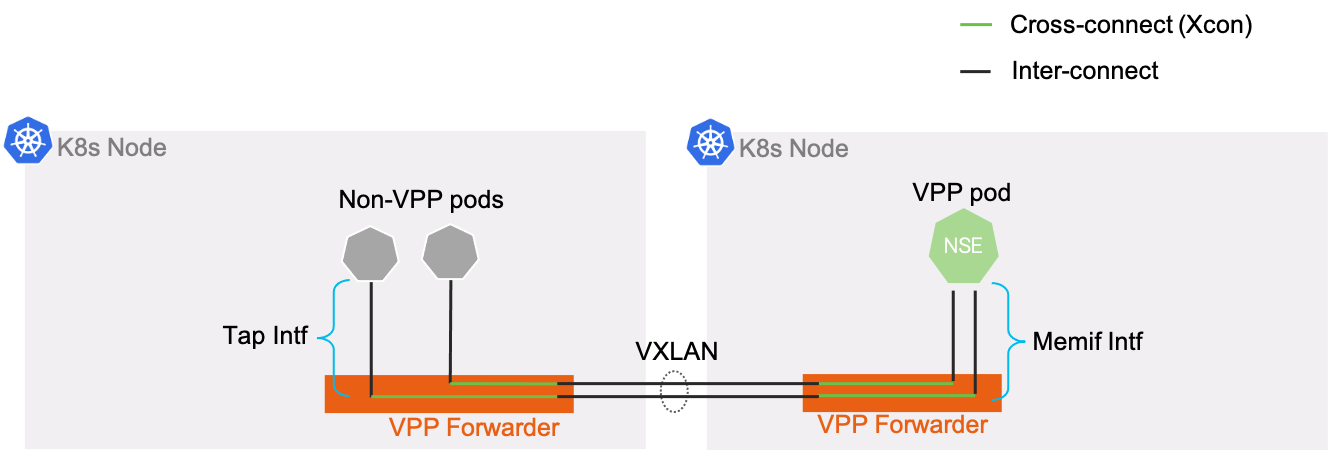 Cross-connect (Xcon)
Inter-connect
K8s Node
K8s Node
Non-VPP pods
VPP pod
NSE
Tap Intf
VXLAN
Memif Intf
VPP Forwarder
VPP Forwarder